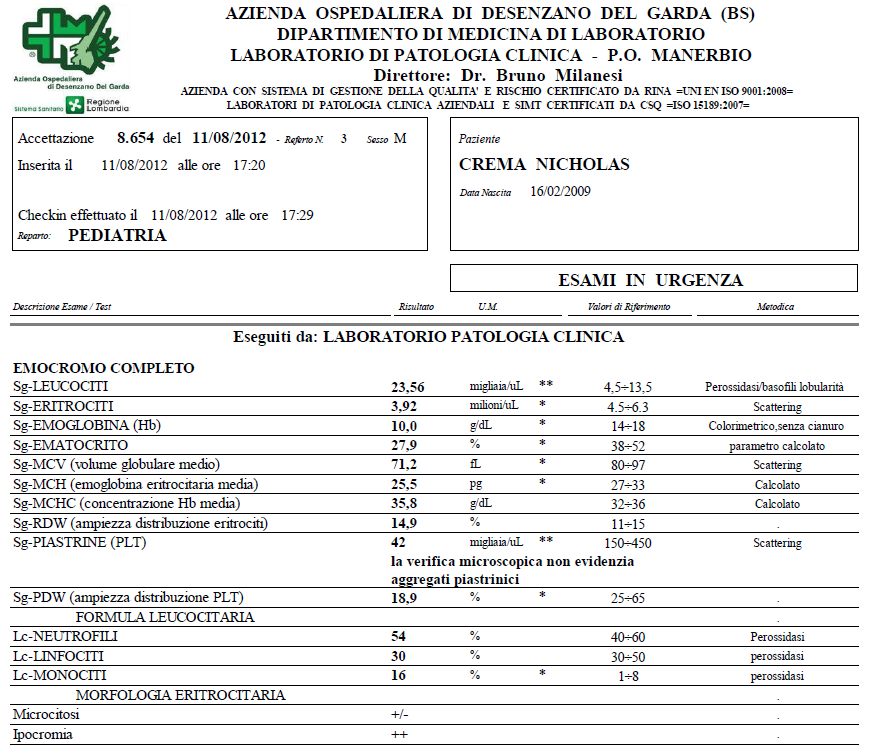 AZIENDA OSPEDALIERA DI DESENZANO DEL GARDA (BS)
DIPARTIMENTO DI MEDICINA DI LABORATORIO
LABORATORIO DI PATOLOGIA CLINICA - P.O. MANERBIO
Direttore: Dr. Bruno Milanesi
AZIENDA CON SISTEMA DI GESTIONE DELLA QUALITA' E RISCHIO CERTIFICATO DA RINA =UNI EN ISO 9001:2008=
LABORATORI DI PATOLOGIA CLINICA AZIENDALI E SIMT CERTIFICATI DA CSQ =ISO 15189:2007=
Azienda Ospedaliera
di Desenzano Del Garda
Sistema Sanitario Regione Lombardia
Accettazione 8.654 del 11/08/2012 - Referto N. 3 Sesso M
Inserita il 11/08/2012 alle ore 17:20
Checkin effettuato il 11/08/2012 alle ore 17:29
Reparto: PEDIATRIA
Paziente
CREMA NICHOLAS
Data Nascita 16/02/2009
ESAMI IN URGENZA
Descrizione Esame / Test Risultato U.M. Valori di Riferimento Metodica
Eseguiti da: LABORATORIO PATOLOGIA CLINICA
EMOCROMO COMPLETO
Sg-LEUCOCITI 23,56 migliaia/uL ** 4,5÷13,5 Perossidasi/basofili lobularità
Sg-ERITROCITI 3,92 milioni/uL * 4.5÷6.3 Scattering
Sg-EMOGLOBINA (Hb) 10,0 g/dL * 14÷18 Colorimetrico,senza cianuro
Sg-EMATOCRITO 27,9 % * 38÷52 parametro calcolato
Sg-MCV (volume globulare medio) 71,2 fL * 80÷97 Scattering
Sg-MCH (emoglobina eritrocitaria media) 25,5 pg * 27÷33 Calcolato
Sg-MCHC (concentrazione Hb media) 35,8 g/dL 32÷36 Calcolato
Sg-RDW (ampiezza distribuzione eritrociti) 14,9 % 11÷15 .
Sg-PIASTRINE (PLT) 42 migliaia/uL ** 150÷450 Scattering
la verifica microscopica non evidenzia
aggregati piastrinici
Sg-PDW (ampiezza distribuzione PLT) 18,9 % * 25÷65 .
FORMULA LEUCOCITARIA .
Lc-NEUTROFILI 54 % 40÷60 Perossidasi
Lc-LINFOCITI 30 % 30÷50 perossidasi
Lc-MONOCITI 16 % * 1÷8 perossidasi
MORFOLOGIA ERITROCITARIA .
Microcitosi +/- .
Ipocromia ++ .